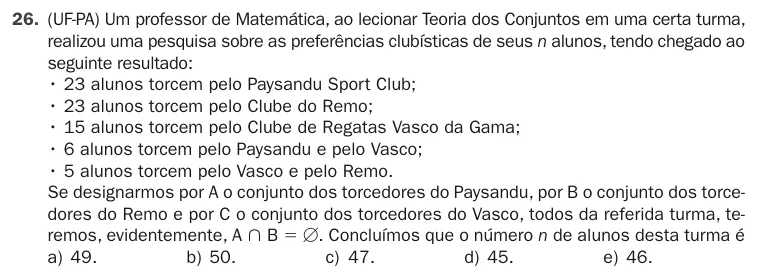 26. (UF-PA) Um professor de Matemática, ao lecionar Teoria dos Conjuntos em uma certa turma,
realizou uma pesquisa sobre as preferências clubísticas de seus n alunos, tendo chegado ao
seguinte resultado:
• 23 alunos torcem pelo Paysandu Sport Club;
• 23 alunos torcem pelo Clube do Remo;
• 15 alunos torcem pelo Clube de Regatas Vasco da Gama;
• 6 alunos torcem pelo Paysandu e pelo Vasco;
• 5 alunos torcem pelo Vasco e pelo Remo.
Se designarmos por A o conjunto dos torcedores do Paysandu, por B o conjunto dos torce-
dores do Remo e por C o conjunto dos torcedores do Vasco, todos da referida turma, te-
remos, evidentemente, A ∩ B = ∅. Concluímos que o número n de alunos desta turma é
a) 49. b) 50. c) 47. d) 45. e) 46.